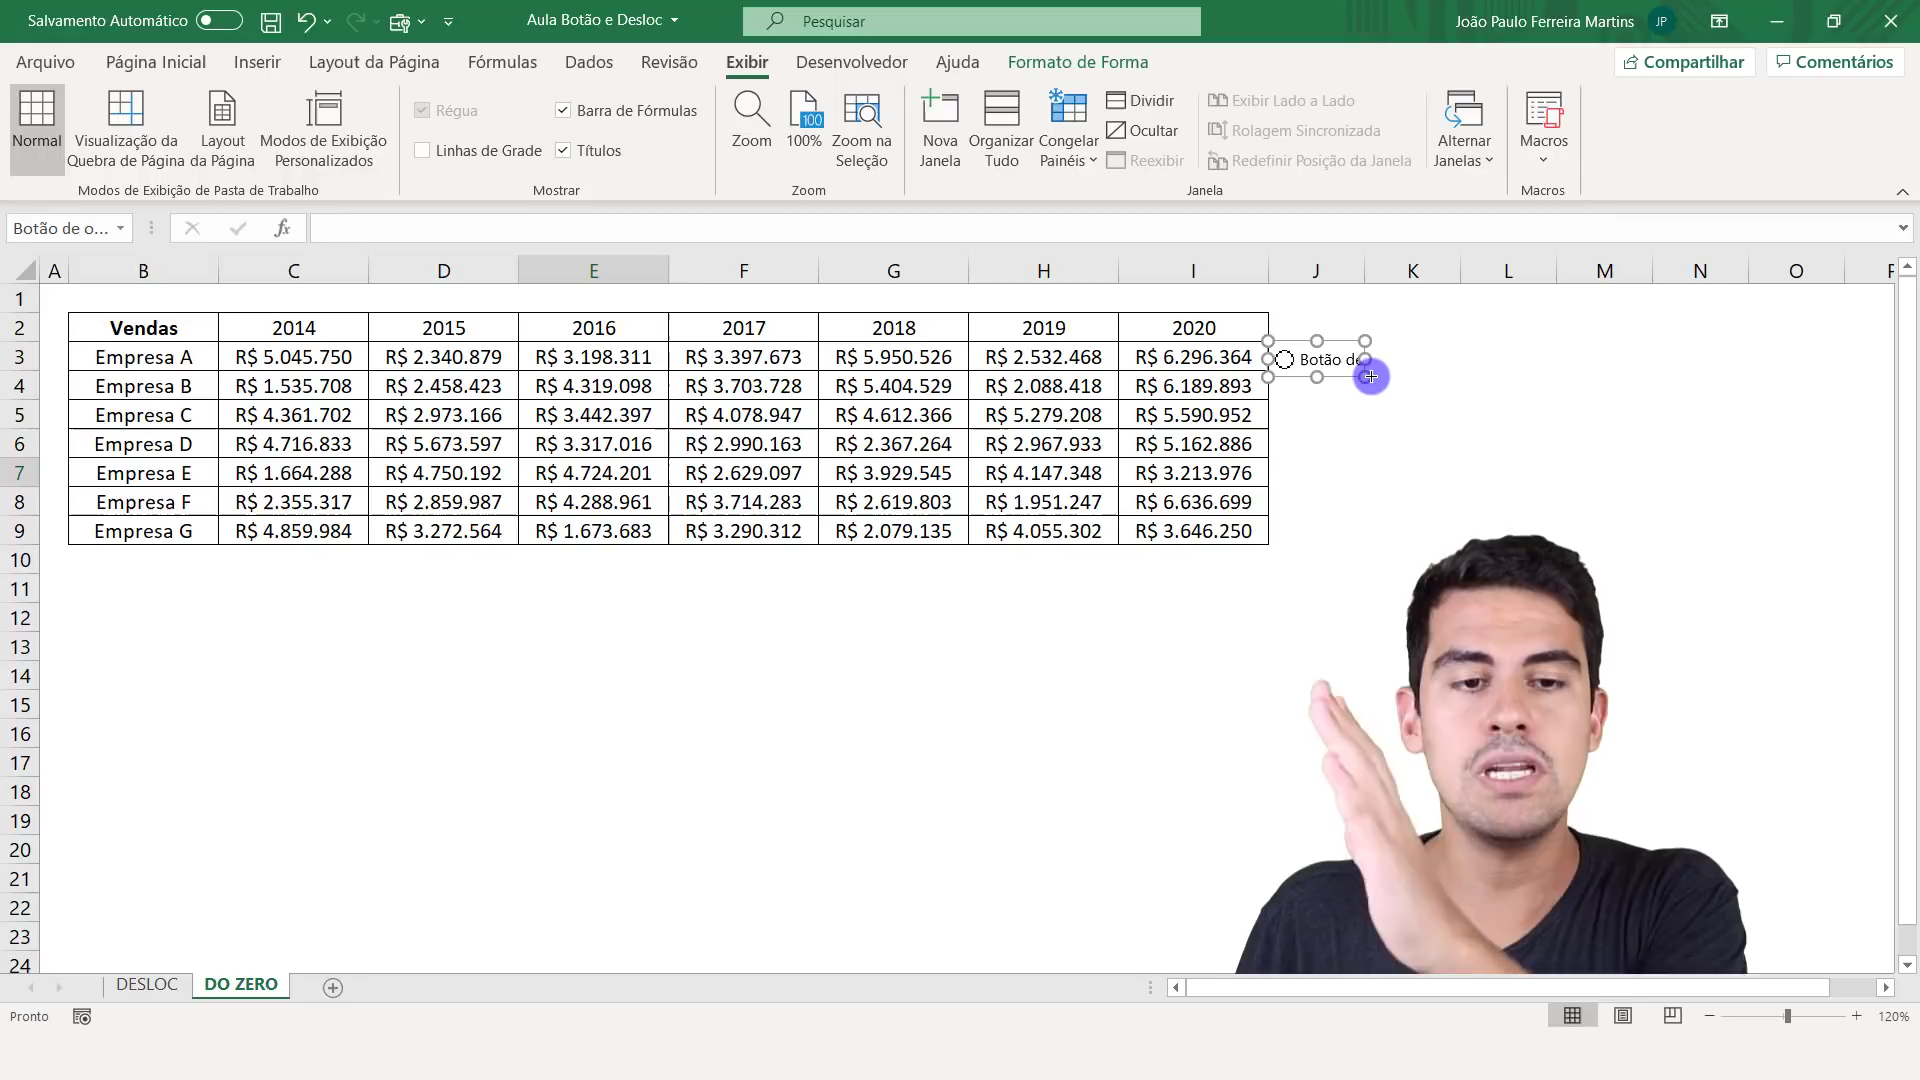 Salvamento Automático
Aula Botão e Desloc
Pesquisar
João Paulo Ferreira Martins
JP
Arquivo Página Inicial Inserir Layout da Página Fórmulas Dados Revisão Exibir Desenvolvedor Ajuda Formato de Forma
Compartilhar
Comentários
Normal
Visualização da Quebra de Página
Layout da Página
Modos de Exibição Personalizados
Modos de Exibição de Pasta de Trabalho
Régua
Barra de Fórmulas
Linhas de Grade
Títulos
Mostrar
Zoom
100
100%
Zoom na Seleção
Zoom
Nova Janela
Organizar Tudo
Congelar Painéis
Dividir
Ocultar
Reexibir
Exibir Lado a Lado
Rolagem Sincronizada
Redefinir Posição da Janela
Janela
Alternar Janelas
Macros
Macros
Botão de o...
fx
A B C D E F G H I J K L M N O
1
2 Vendas 2014 2015 2016 2017 2018 2019 2020
3 Empresa A R$ 5.045.750 R$ 2.340.879 R$ 3.198.311 R$ 3.397.673 R$ 5.950.526 R$ 2.532.468 R$ 6.296.364 Botão de
4 Empresa B R$ 1.535.708 R$ 2.458.423 R$ 4.319.098 R$ 3.703.728 R$ 5.404.529 R$ 2.088.418 R$ 6.189.893
5 Empresa C R$ 4.361.702 R$ 2.973.166 R$ 3.442.397 R$ 4.078.947 R$ 4.612.366 R$ 5.279.208 R$ 5.590.952
6 Empresa D R$ 4.716.833 R$ 5.673.597 R$ 3.317.016 R$ 2.990.163 R$ 2.367.264 R$ 2.967.933 R$ 5.162.886
7 Empresa E R$ 1.664.288 R$ 4.750.192 R$ 4.724.201 R$ 2.629.097 R$ 3.929.545 R$ 4.147.348 R$ 3.213.976
8 Empresa F R$ 2.355.317 R$ 2.859.987 R$ 4.288.961 R$ 3.714.283 R$ 2.619.803 R$ 1.951.247 R$ 6.636.699
9 Empresa G R$ 4.859.984 R$ 3.272.564 R$ 1.673.683 R$ 3.290.312 R$ 2.079.135 R$ 4.055.302 R$ 3.646.250
10
11
12
13
14
15
16
17
18
19
20
21
22
23
24
DESLOC DO ZERO
Pronto
120%